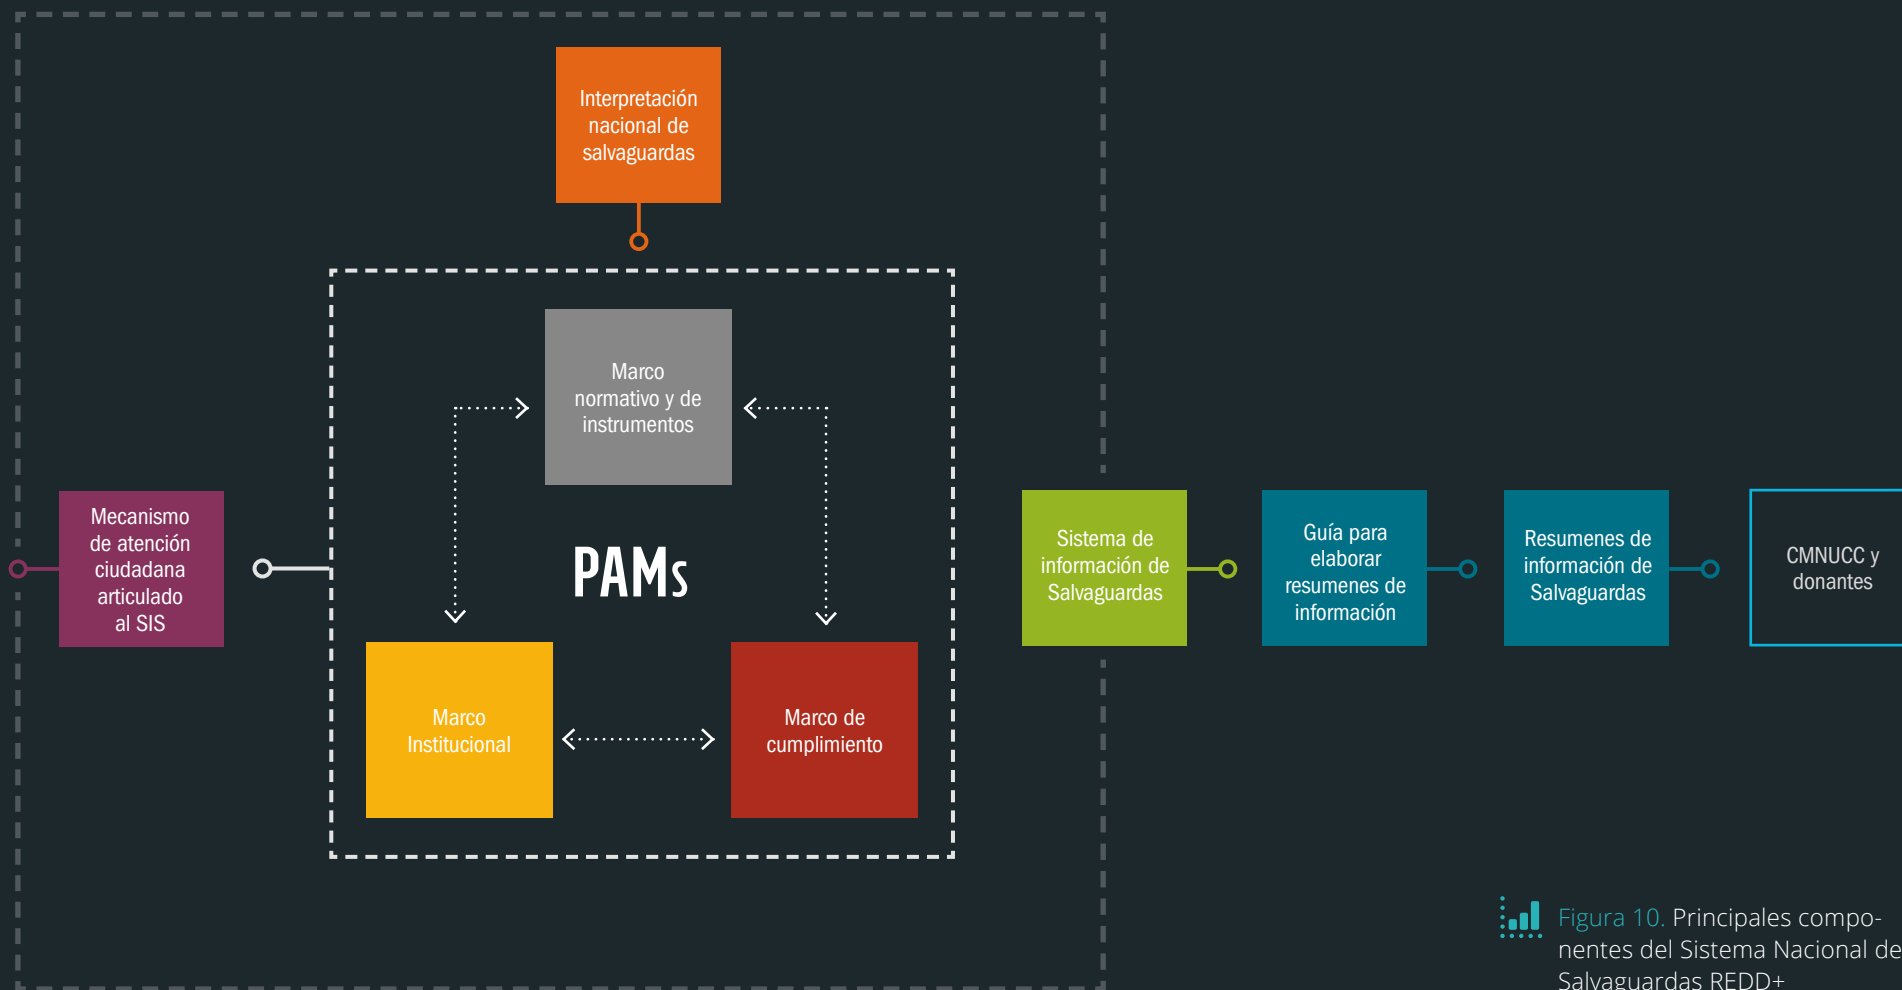 Interpretación
nacional de
salvaguardas
Marco
normativo y de
instrumentos
Mecanismo
de atención
ciudadana
articulado
al SIS
PAMs
Marco
Institucional
Marco de
cumplimiento
Sistema de
información de
Salvaguardas
Guía para
elaborar
resumenes de
información
Resumenes de
información de
Salvaguardas
CMNUCC y
donantes
Figura 10. Principales compo-
nentes del Sistema Nacional de
Salvaguardas REDD+